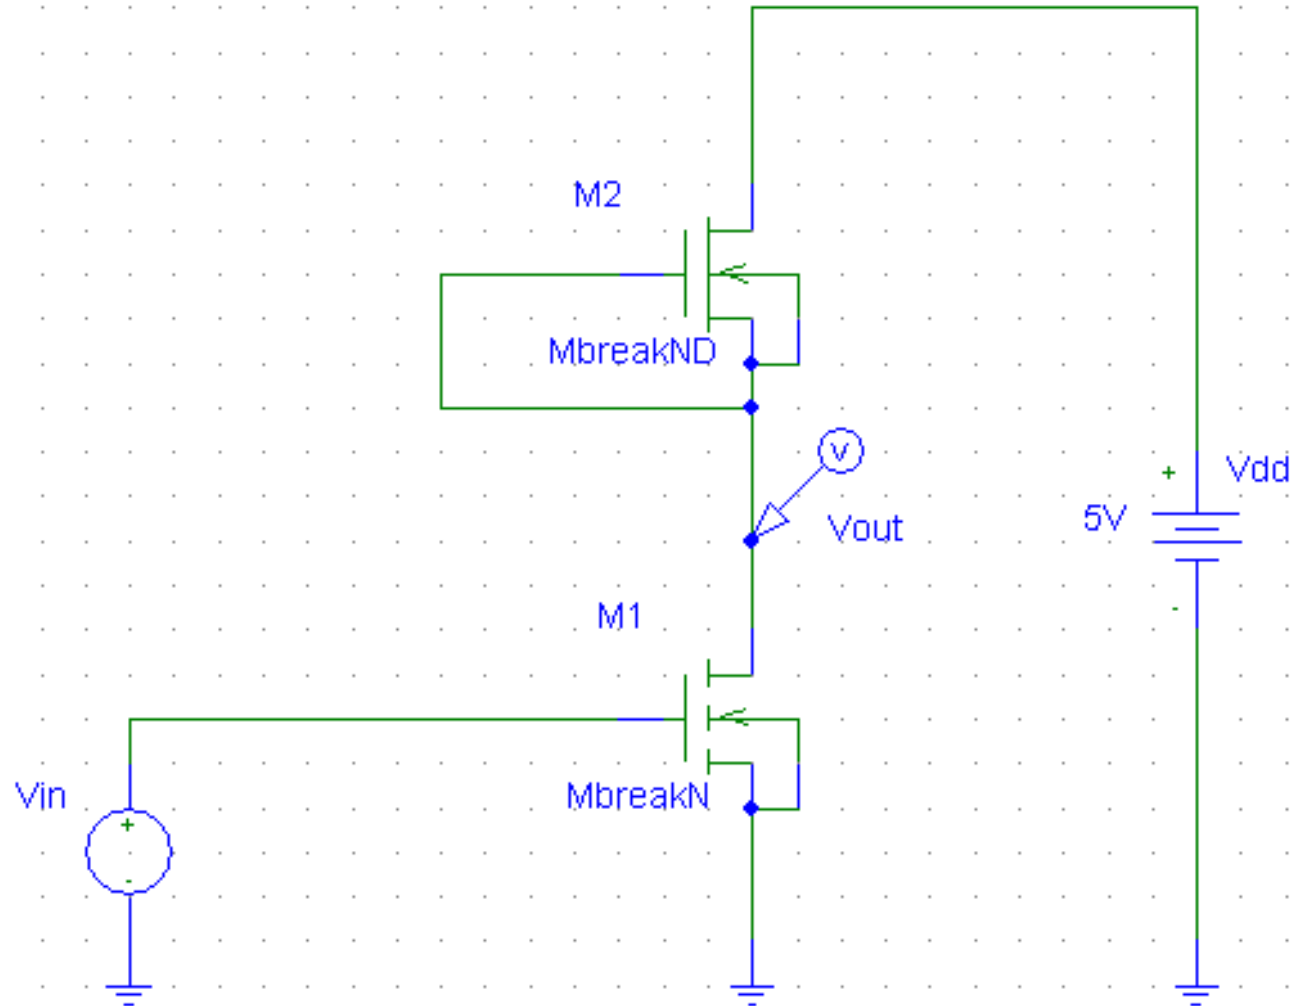 M2
MbreakND
V
Vout
+
Vdd
5V
-
M1
MbreakN
Vin
+
-